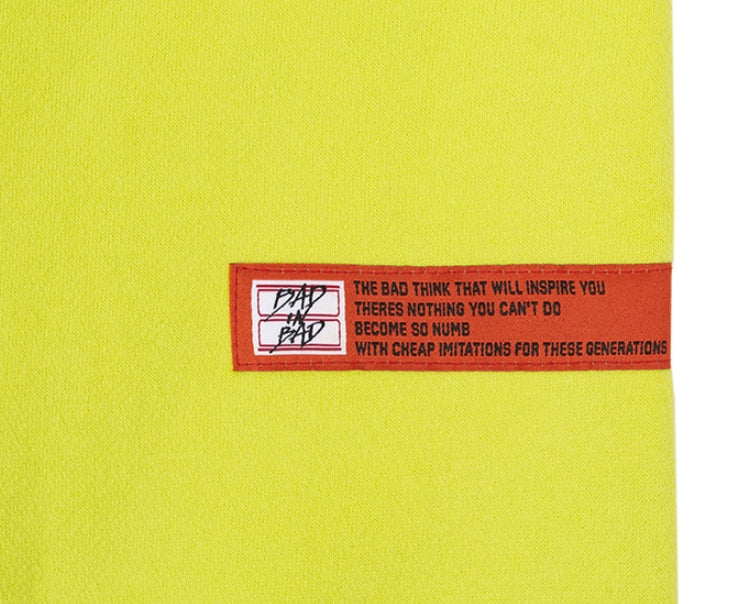 BAD
IN
BAD
THE BAD THINK THAT WILL INSPIRE YOU
THERES NOTHING YOU CAN'T DO
BECOME SO NUMB
WITH CHEAP IMITATIONS FOR THESE GENERATIONS